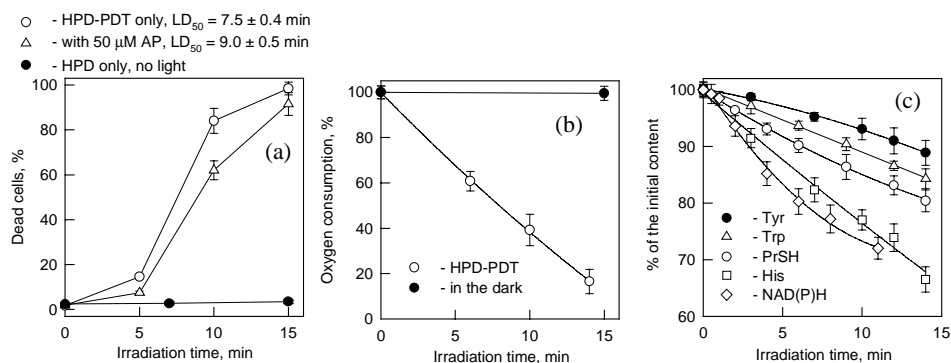 ○ - HPD-PDT only, LD₅₀ = 7.5 ± 0.4 min
△ - with 50 μM AP, LD₅₀ = 9.0 ± 0.5 min
● - HPD only, no light
100
80
60
40
20
0
Dead cells, %
(a)
0 5 10 15
Irradiation time, min
100
80
60
40
20
0
Oxygen consumption, %
(b)
○ - HPD-PDT
● - in the dark
0 5 10 15
Irradiation time, min
100
90
80
70
60
% of the initial content
(c)
● - Tyr
△ - Trp
○ - PrSH
□ - His
◇ - NAD(P)H
0 5 10 15
Irradiation time, min